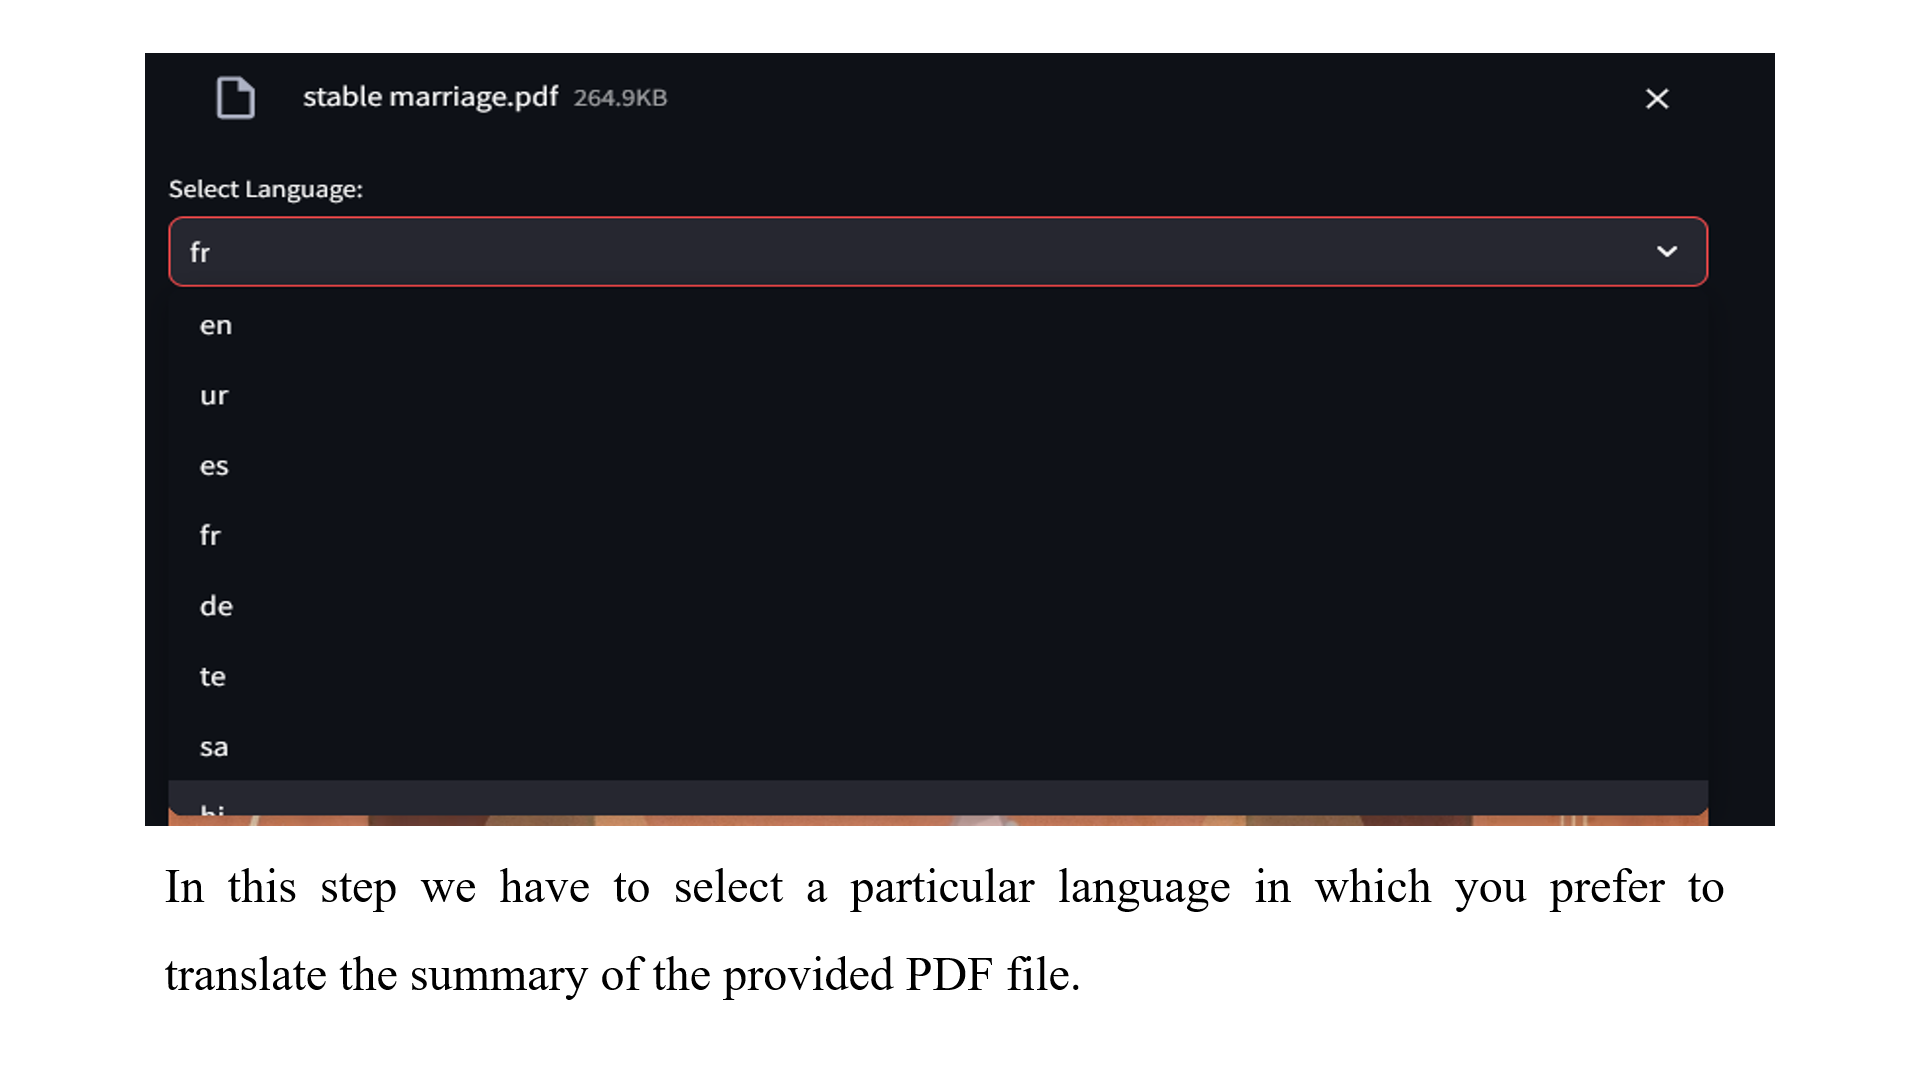 stable marriage.pdf 264.9KB
Select Language:
fr
en
ur
es
fr
de
te
sa
In this step we have to select a particular language in which you prefer to
translate the summary of the provided PDF file.